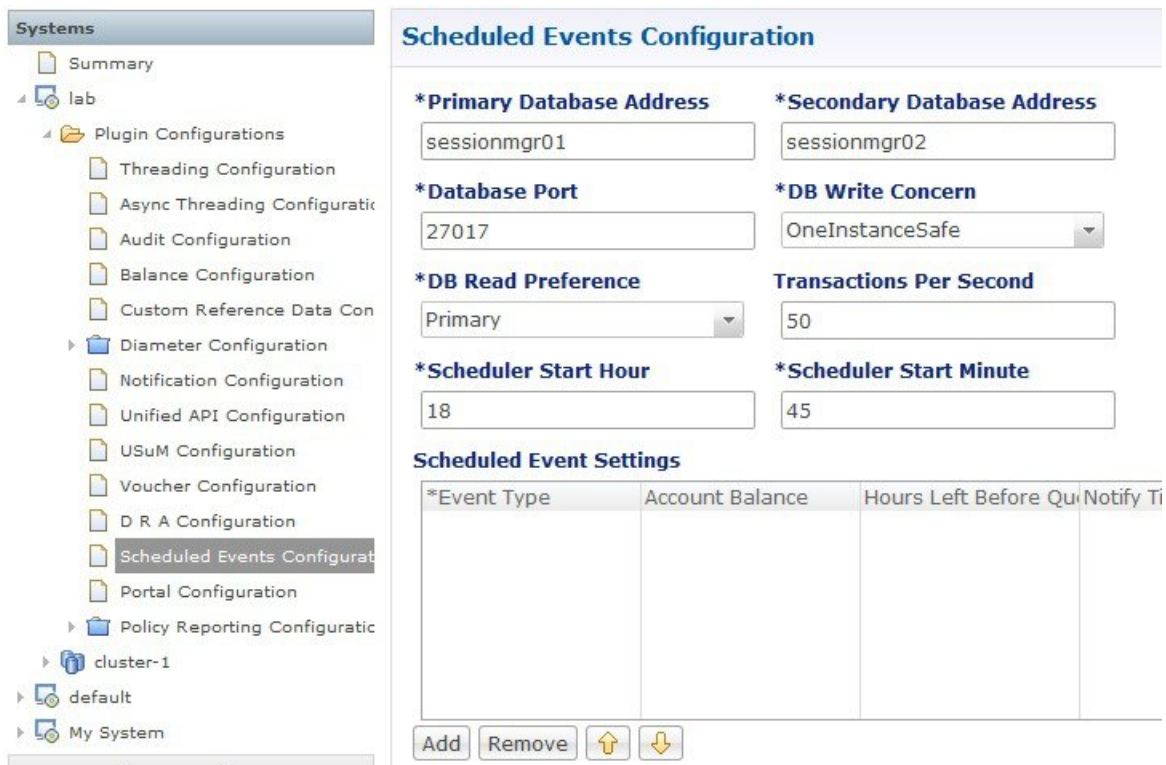 Systems
Summary
lab
Plugin Configurations
Threading Configuration
Async Threading Configuratic
Audit Configuration
Balance Configuration
Custom Reference Data Con
Diameter Configuration
Notification Configuration
Unified API Configuration
USuM Configuration
Voucher Configuration
D R A Configuration
Scheduled Events Configurat
Portal Configuration
Policy Reporting Configuratic
cluster-1
default
My System
Scheduled Events Configuration
*Primary Database Address *Secondary Database Address
sessionmgr01 sessionmgr02
*Database Port *DB Write Concern
27017 OneInstanceSafe
*DB Read Preference Transactions Per Second
Primary 50
*Scheduler Start Hour *Scheduler Start Minute
18 45
Scheduled Event Settings
*Event Type Account Balance Hours Left Before Qu Notify Ti
Add Remove